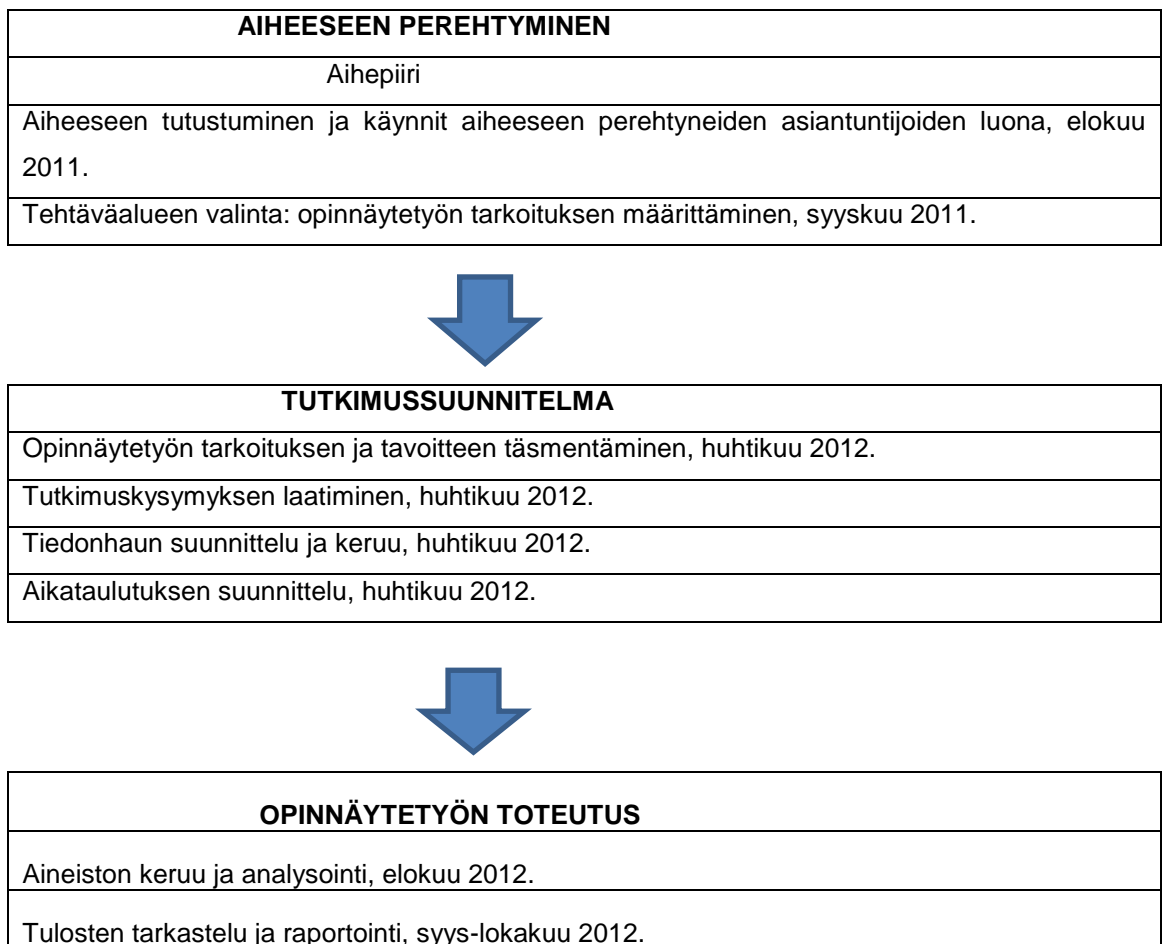 AIHEESEEN PEREHTYMINEN
Aihepiiri
Aiheeseen tutustuminen ja käynnit aiheeseen perehtyneiden asiantuntijoiden luona, elokuu
2011.
Tehtäväalueen valinta: opinnäytetyön tarkoituksen määrittäminen, syyskuu 2011.
TUTKIMUSSUUNNITELMA
Opinnäytetyön tarkoituksen ja tavoitteen täsmentäminen, huhtikuu 2012.
Tutkimuskysymyksen laatiminen, huhtikuu 2012.
Tiedonhaun suunnittelu ja keruu, huhtikuu 2012.
Aikataulutuksen suunnittelu, huhtikuu 2012.
OPINNÄYTETYÖN TOTEUTUS
Aineiston keruu ja analysointi, elokuu 2012.
Tulosten tarkastelu ja raportointi, syys-lokakuu 2012.